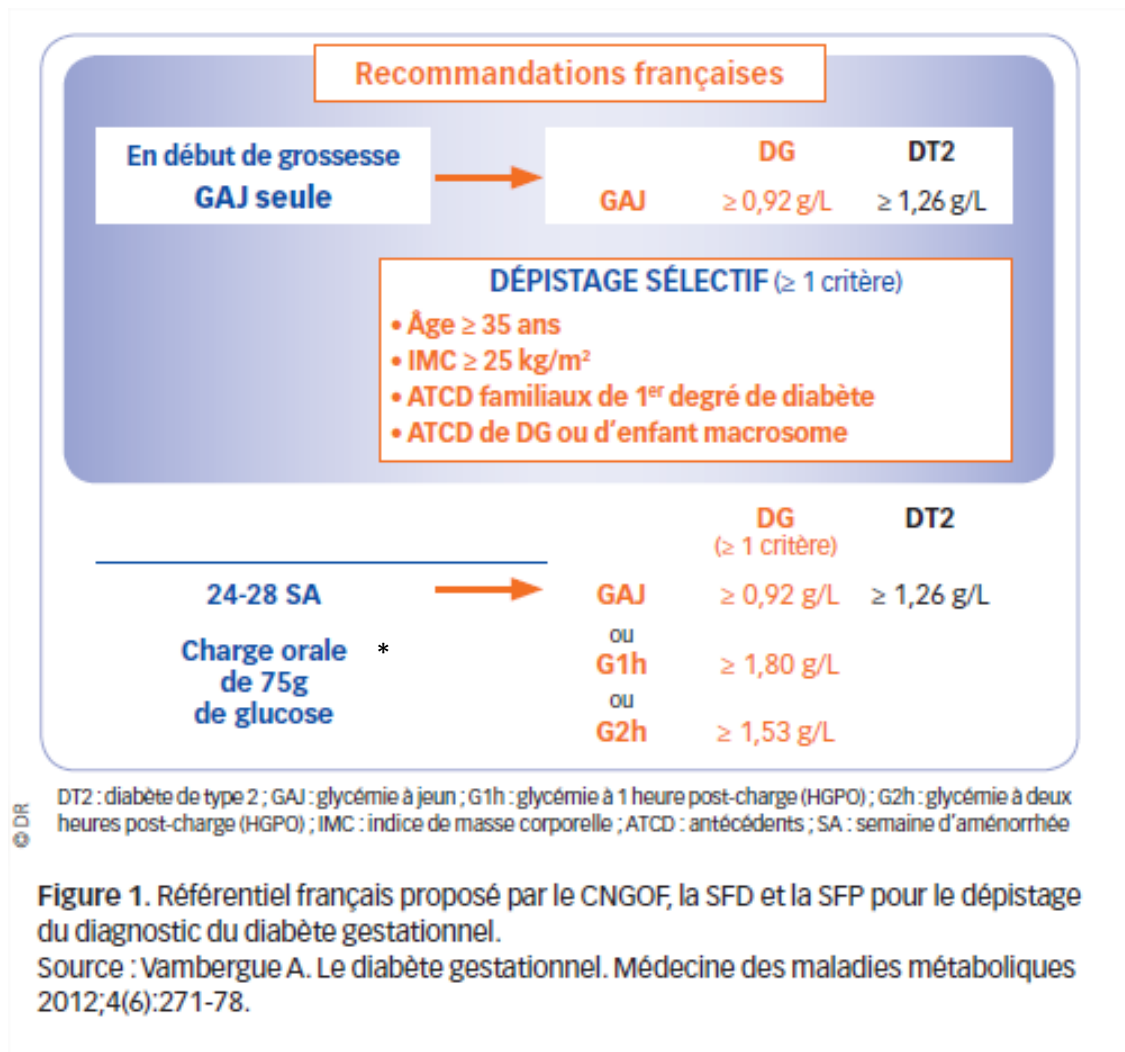 Recommandations françaises
En début de grossesse
GAJ seule
DG DT2
GAJ ≥ 0,92 g/L ≥ 1,26 g/L
DÉPISTAGE SÉLECTIF (≥ 1 critère)
• Âge ≥ 35 ans
• IMC ≥ 25 kg/m²
• ATCD familiaux de 1er degré de diabète
• ATCD de DG ou d'enfant macrosome
DG DT2
(≥ 1 critère)
24-28 SA
GAJ ≥ 0,92 g/L ≥ 1,26 g/L
ou
Charge orale *
de 75g
de glucose
G1h ≥ 1,80 g/L
ou
G2h ≥ 1,53 g/L
DT2 : diabète de type 2 ; GAJ : glycémie à jeun ; G1h : glycémie à 1 heure post-charge (HGPO) ; G2h : glycémie à deux
heures post-charge (HGPO) ; IMC : indice de masse corporelle ; ATCD : antécédents ; SA : semaine d'aménorrhée
© DR
Figure 1. Référentiel français proposé par le CNGOF, la SFD et la SFP pour le dépistage
du diagnostic du diabète gestationnel.
Source : Vambergue A. Le diabète gestationnel. Médecine des maladies métaboliques
2012;4(6):271-78.